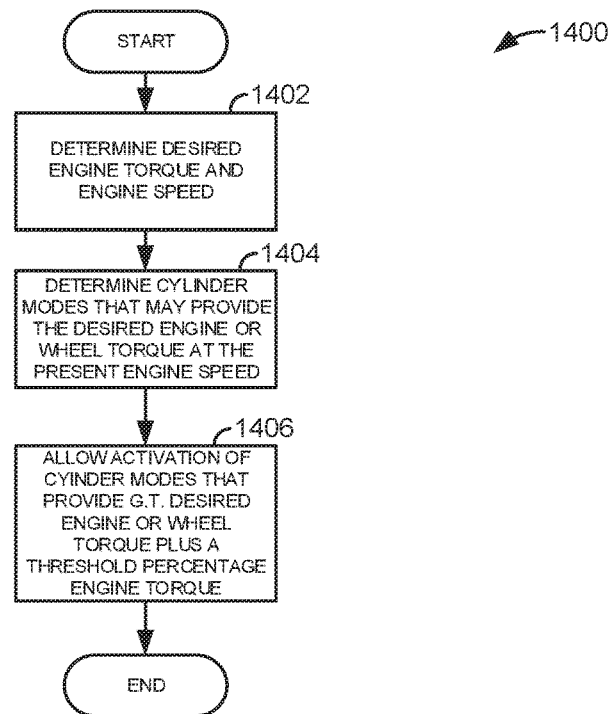 START
1400
1402
DETERMINE DESIRED
ENGINE TORQUE AND
ENGINE SPEED
1404
DETERMINE CYLINDER
MODES THAT MAY PROVIDE
THE DESIRED ENGINE OR
WHEEL TORQUE AT THE
PRESENT ENGINE SPEED
1406
ALLOW ACTIVATION OF
CYINDER MODES THAT
PROVIDE G.T. DESIRED
ENGINE OR WHEEL
TORQUE PLUS A
THRESHOLD PERCENTAGE
ENGINE TORQUE
END